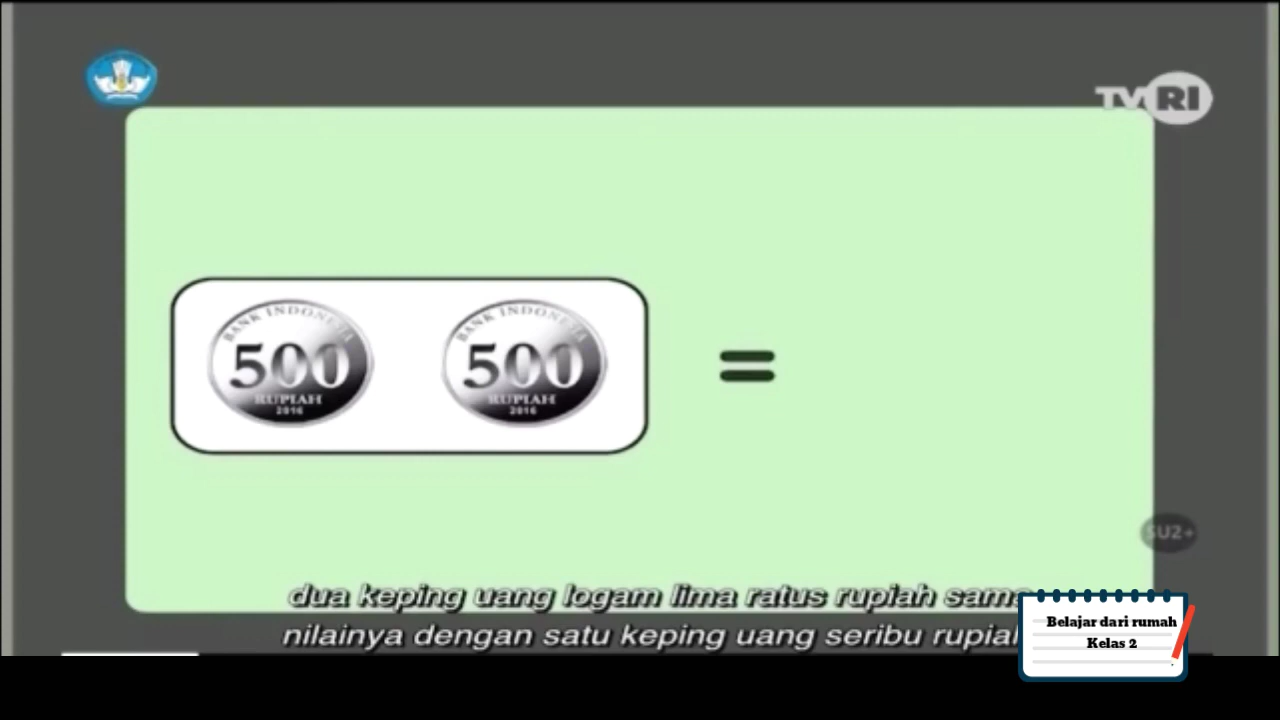 TVRI
BANK INDONESIA
500
RUPIAH
2016
BANK INDONESIA
500
RUPIAH
2016
=
SU2+
dua keping uang logam lima ratus rupiah sama
nilainya dengan satu keping uang seribu rupiah
Belajar dari rumah
Kelas 2